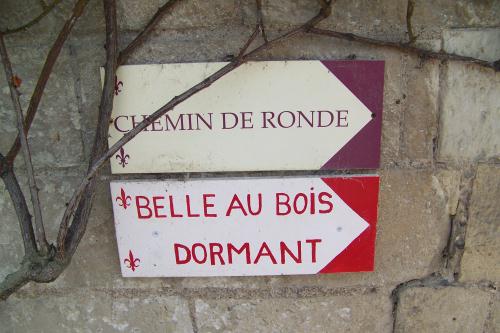 CHEMIN DE RONDE
BELLE AU BOIS
DORMANT